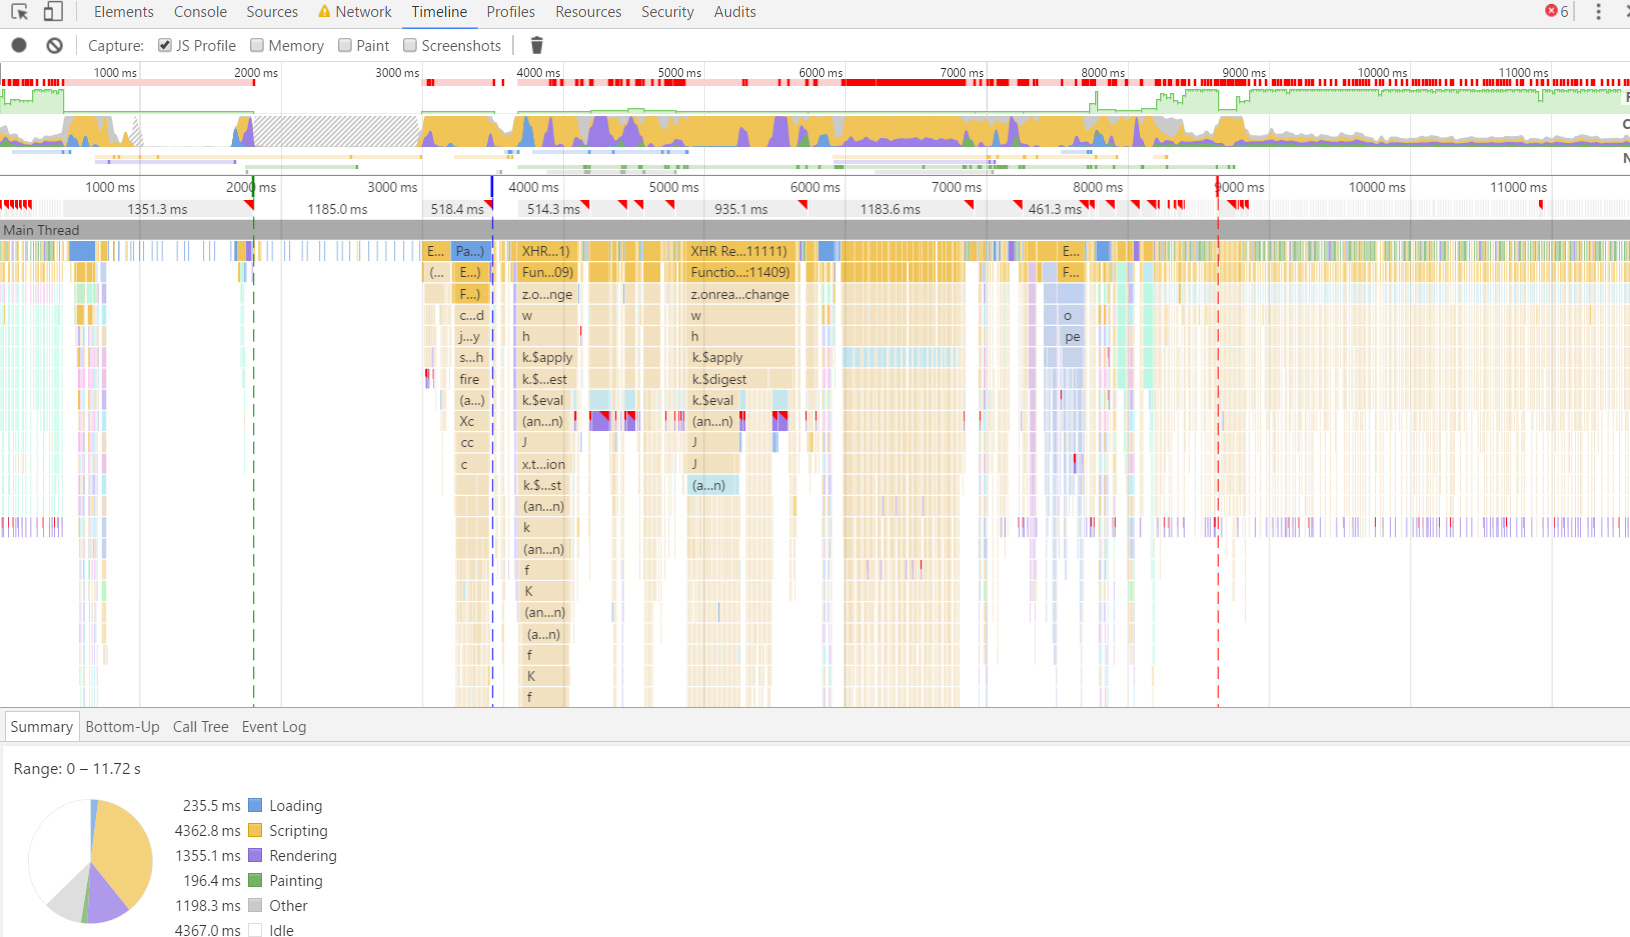 Elements Console Sources Network Timeline Profiles Resources Security Audits 6
Capture: JS Profile Memory Paint Screenshots
1000 ms 2000 ms 3000 ms 4000 ms 5000 ms 6000 ms 7000 ms 8000 ms 9000 ms 10000 ms 11000 ms
F
C
N
1000 ms 2000 ms 3000 ms 4000 ms 5000 ms 6000 ms 7000 ms 8000 ms 9000 ms 10000 ms 11000 ms
1351.3 ms 1185.0 ms 518.4 ms 514.3 ms 935.1 ms 1183.6 ms 461.3 ms
Main Thread
E... Pa...) XHR...1) XHR Re...11111) E...
(... E...) Fun...09) Functio...:11409) F...
F...) z.o...nge z.onrea...change
c...d w w o
j...y h h pe
s...h k.$apply k.$apply
fire k.$...est k.$digest
(a...) k.$eval k.$eval
Xc (an...n) (an...n)
cc J J
c x.t...ion J
k.$...st (a...n)
(an...n)
k
(an...n)
f
K
(an...n)
(a...n)
f
K
f
Summary Bottom-Up Call Tree Event Log
Range: 0 – 11.72 s
235.5 ms Loading
4362.8 ms Scripting
1355.1 ms Rendering
196.4 ms Painting
1198.3 ms Other
4367.0 ms Idle